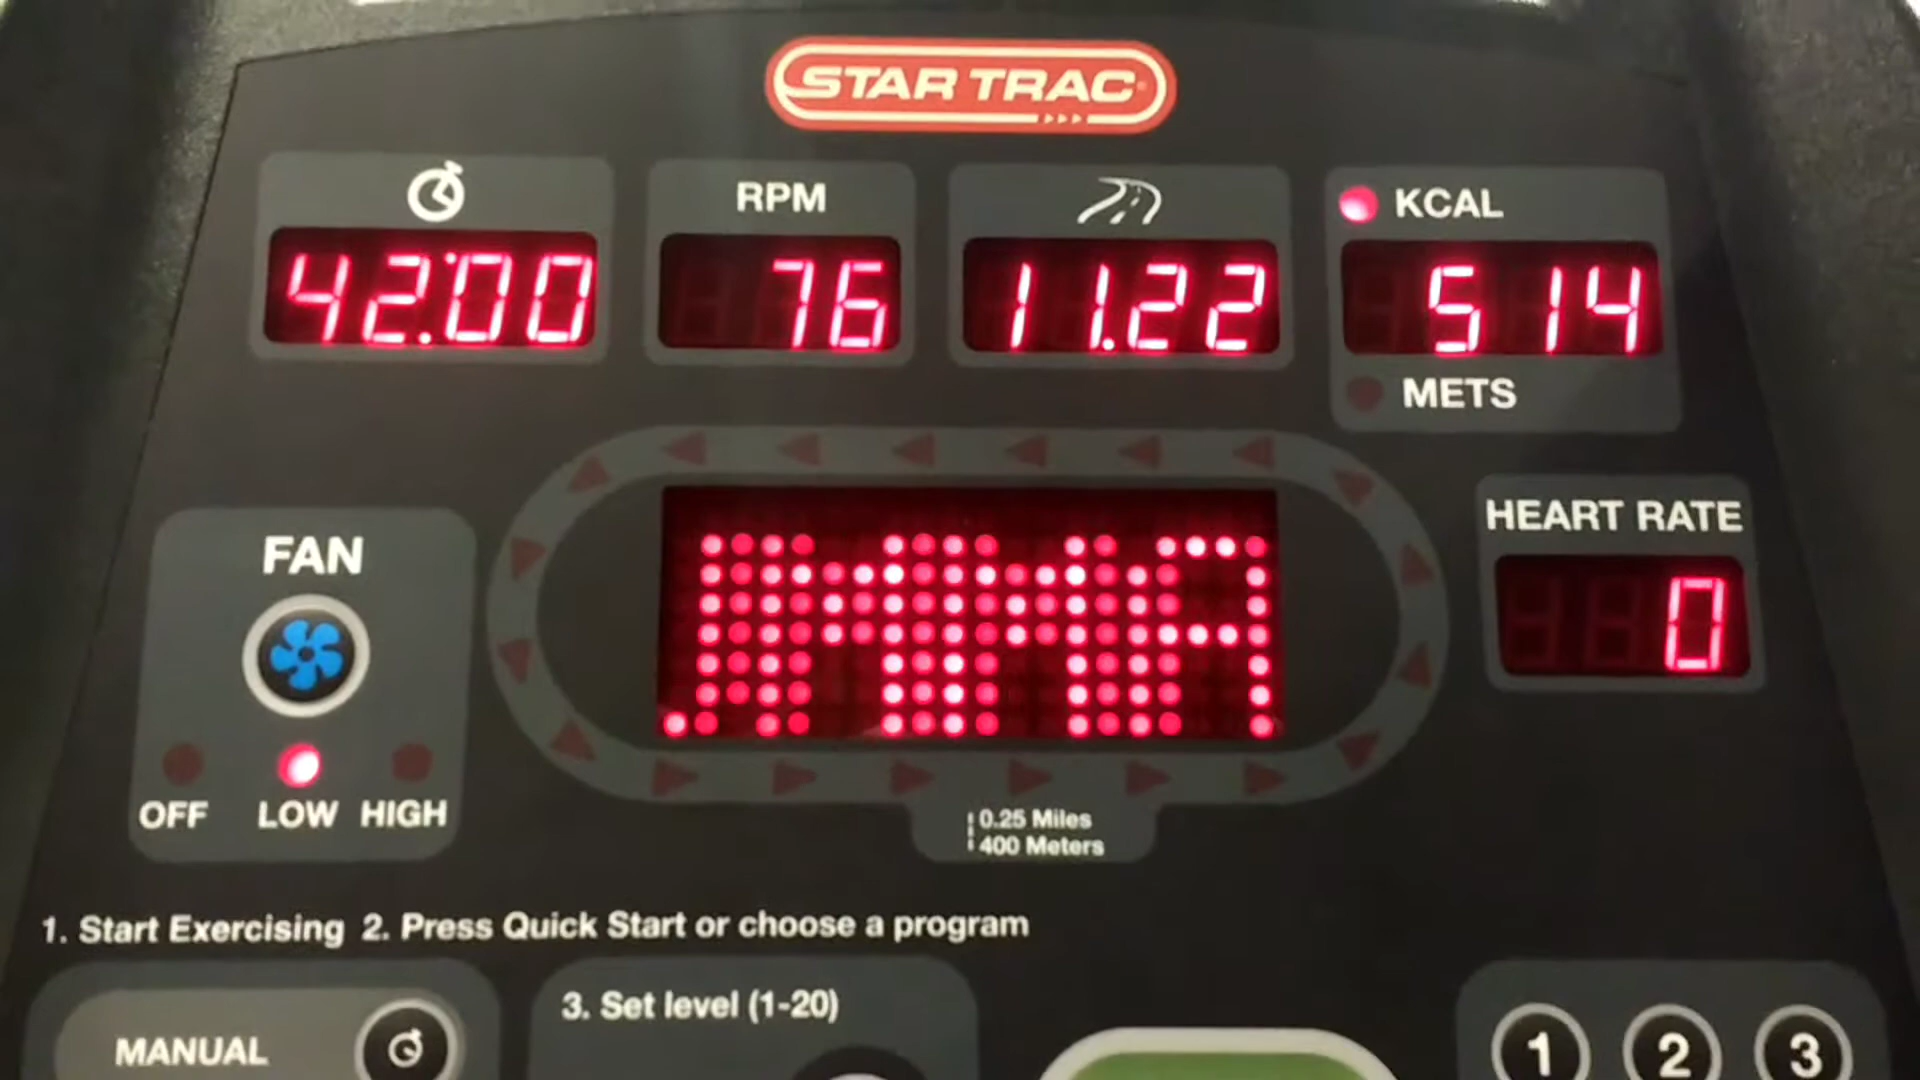 STAR TRAC
RPM
KCAL
42:00
76
11.22
514
METS
HEART RATE
0
FAN
OFF LOW HIGH
0.25 Miles
400 Meters
1. Start Exercising 2. Press Quick Start or choose a program
3. Set level (1-20)
MANUAL
1 2 3